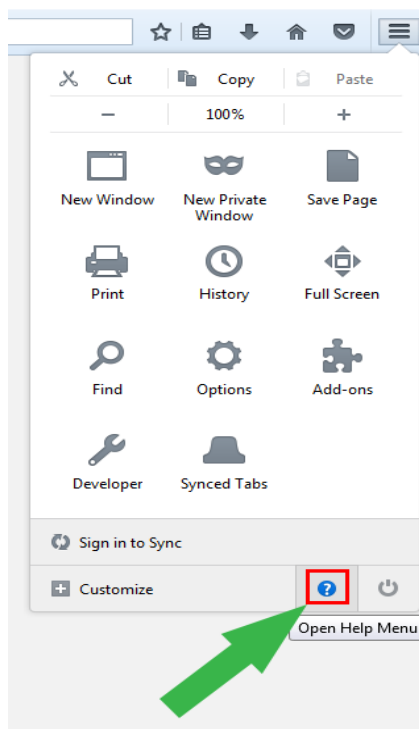 Cut Copy Paste
100%
New Window New Private Save Page
Window
Print History Full Screen
Find Options Add-ons
Developer Synced Tabs
Sign in to Sync
Customize
Open Help Menu